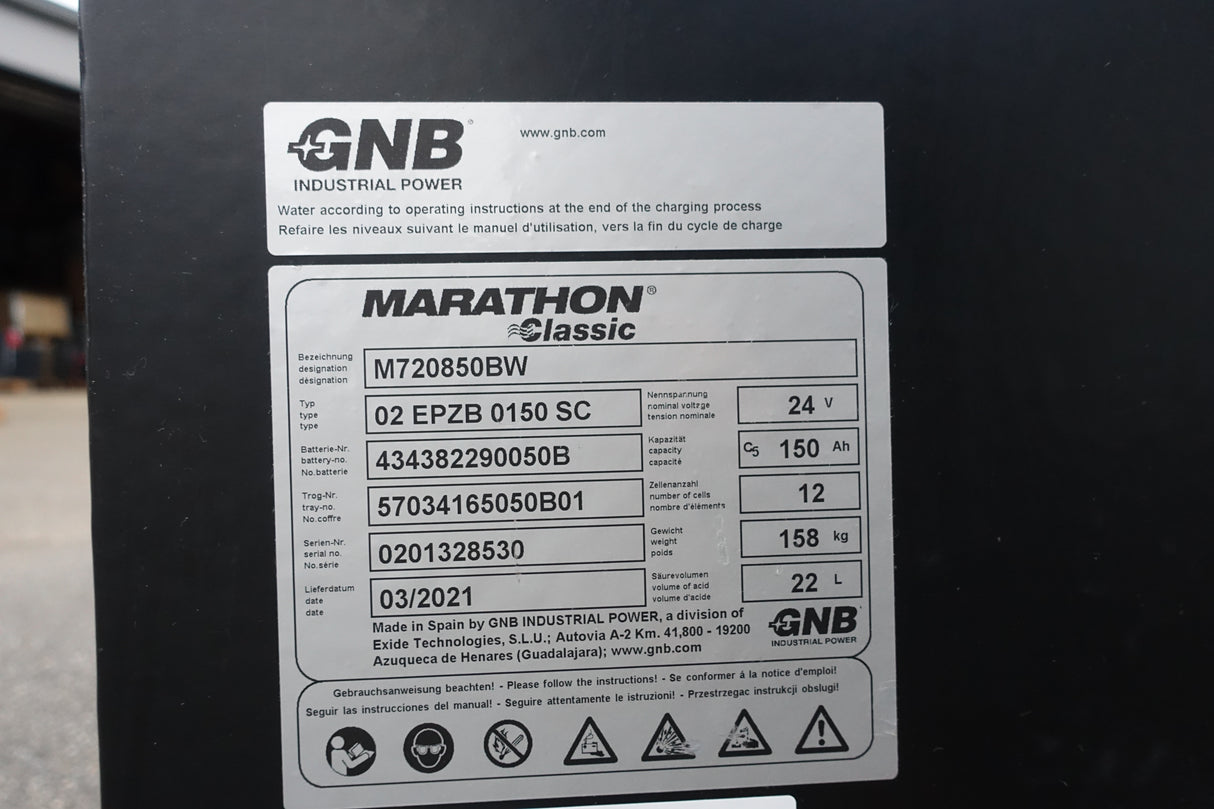 GNB®
www.gnb.com
INDUSTRIAL POWER
Water according to operating instructions at the end of the charging process
Refaire les niveaux suivant le manuel d'utilisation, vers la fin du cycle de charge
MARATHON®
Classic
Bezeichnung
designation
désignation
M720850BW
Typ
type
type
02 EPZB 0150 SC
Nennspannung
nominal voltage
tension nominale
24 V
Batterie-Nr.
battery-no.
No.batterie
434382290050B
Kapazität
capacity
capacité
C5 150 Ah
Trog-Nr.
tray-no.
No.coffre
57034165050B01
Zellenanzahl
number of cells
nombre d'éléments
12
Serien-Nr.
serial no.
No.série
0201328530
Gewicht
weight
poids
158 kg
Lieferdatum
date
date
03/2021
Säurevolumen
volume of acid
volume d'acide
22 L
Made in Spain by GNB INDUSTRIAL POWER, a division of
Exide Technologies, S.L.U.; Autovia A-2 Km. 41,800 - 19200
Azuqueca de Henares (Guadalajara); www.gnb.com
GNB
INDUSTRIAL POWER
Gebrauchsanweisung beachten! - Please follow the instructions! - Se conformer à la notice d'emploi!
Seguir las instrucciones del manual! - Seguire attentamente le istruzioni! - Przestrzegac instrukcji obslugi!